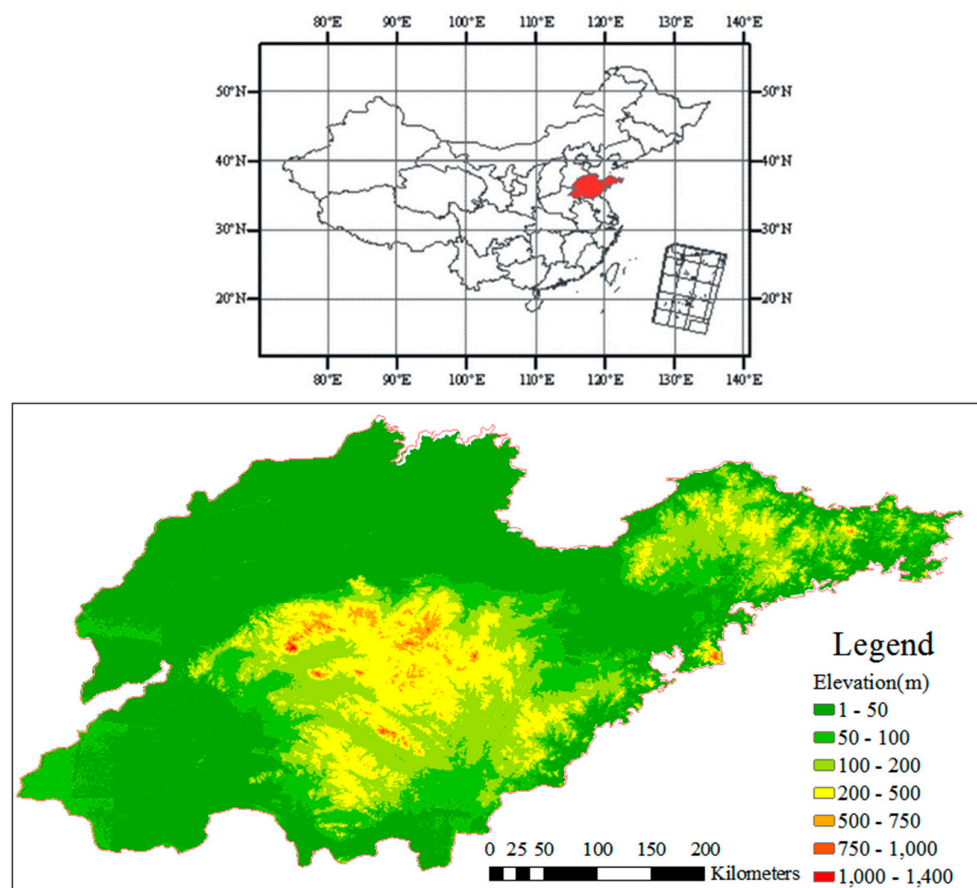 80°E 90°E 100°E 110°E 120°E 130°E 140°E
50°N 50°N
40°N 40°N
30°N 30°N
20°N 20°N
80°E 90°E 100°E 110°E 120°E 130°E 140°E
Legend
Elevation(m)
1 - 50
50 - 100
100 - 200
200 - 500
500 - 750
750 - 1,000
1,000 - 1,400
0 25 50 100 150 200
Kilometers